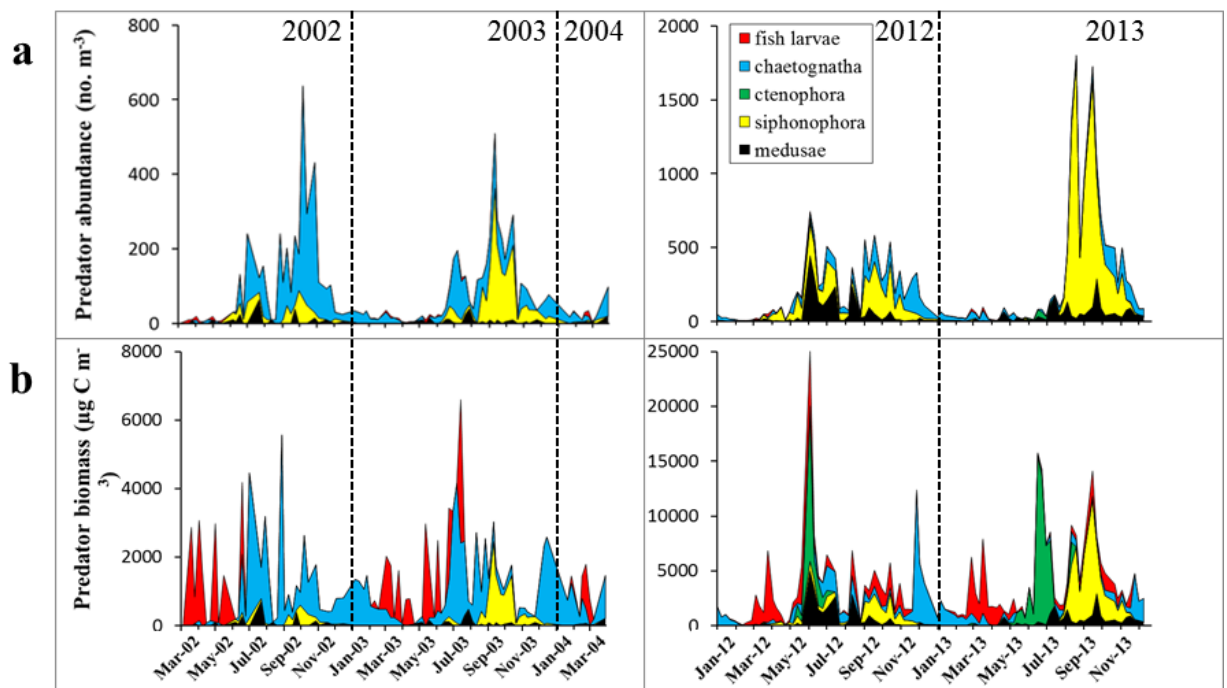 a
Predator abundance (no. m-3)
800
600
400
200
0
2002
2003
2004
2000
1500
1000
500
0
2012
2013
fish larvae
chaetognatha
ctenophora
siphonophora
medusae
b
Predator biomass (µg C m-
3)
8000
6000
4000
2000
0
Mar-02
May-02
Jul-02
Sep-02
Nov-02
Jan-03
Mar-03
May-03
Jul-03
Sep-03
Nov-03
Jan-04
Mar-04
25000
20000
15000
10000
5000
0
Jan-12
Mar-12
May-12
Jul-12
Sep-12
Nov-12
Jan-13
Mar-13
May-13
Jul-13
Sep-13
Nov-13